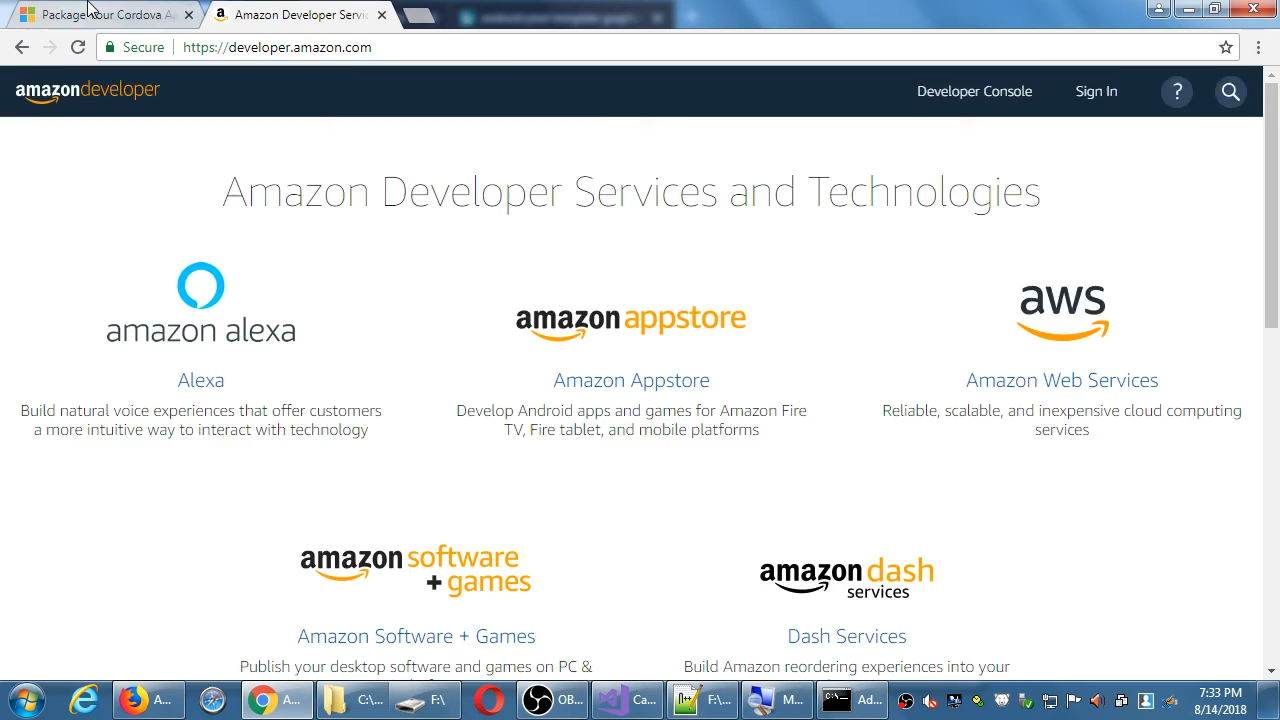 Package your Cordova A
Amazon Developer Servic
Secure
https://developer.amazon.com
amazondeveloper
Developer Console
Sign In
?
Amazon Developer Services and Technologies
amazon alexa
amazon appstore
aws
Alexa
Amazon Appstore
Amazon Web Services
Build natural voice experiences that offer customers
a more intuitive way to interact with technology
Develop Android apps and games for Amazon Fire
TV, Fire tablet, and mobile platforms
Reliable, scalable, and inexpensive cloud computing
services
amazon software
+ games
amazon dash
services
Amazon Software + Games
Dash Services
Publish your desktop software and games on PC &
Build Amazon reordering experiences into your
A...
A...
C:\...
F:\
OB...
Ca...
F:\...
M...
Ad...
7:33 PM
8/14/2018